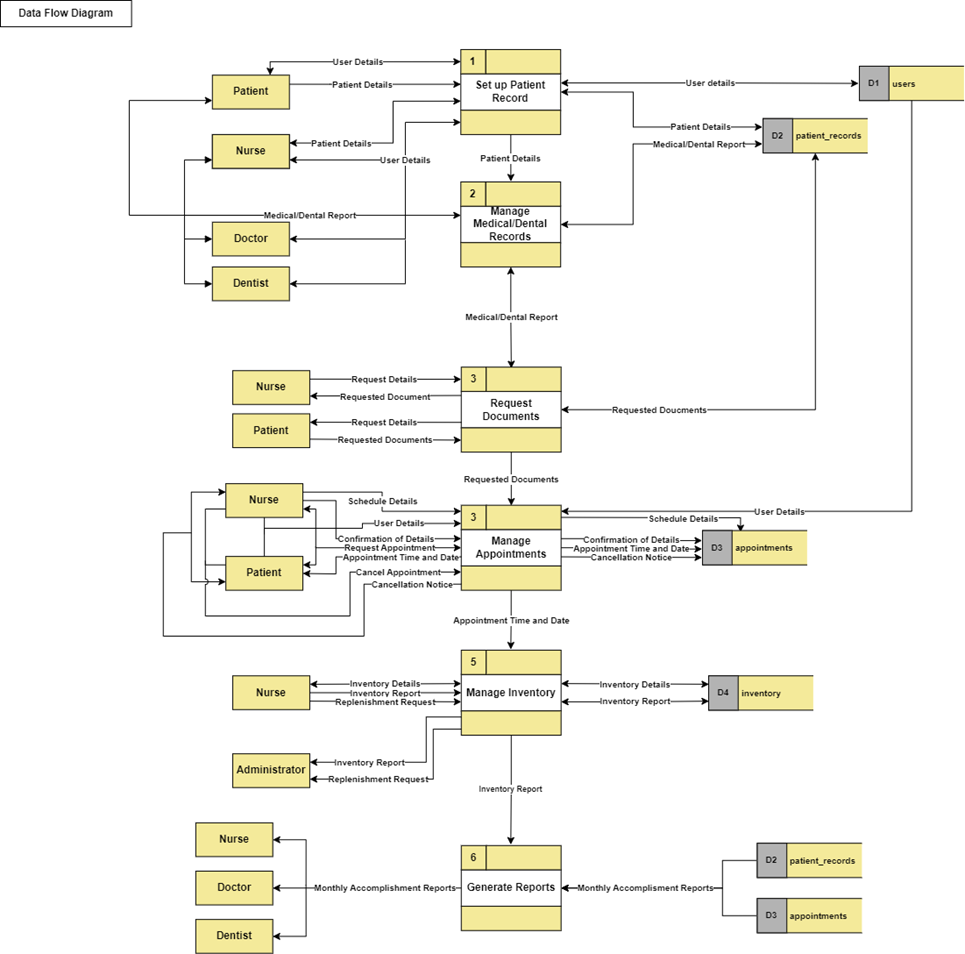 Data Flow Diagram
User Details
1
Patient
Patient Details
Set up Patient
Record
User details
D1
users
Patient Details
D2
patient_records
Nurse
Patient Details
User Details
Medical/Dental Report
Patient Details
2
Medical/Dental Report
Manage
Medical/Dental
Records
Doctor
Dentist
Medical/Dental Report
Nurse
Request Details
3
Requested Document
Request
Documents
Requested Doucments
Patient
Request Details
Requested Documents
Requested Documents
Nurse
Schedule Details
3
User Details
Schedule Details
User Details
Confirmation of Details
Request Appointment
Manage
Appointments
Confirmation of Details
Appointment Time and Date
Cancellation Notice
D3
appointments
Appointment Time and Date
Patient
Cancel Appointment
Cancellation Notice
Appointment Time and Date
5
Nurse
Inventory Details
Inventory Report
Replenishment Request
Manage Inventory
Inventory Details
Inventory Report
D4
inventory
Administrator
Inventory Report
Replenishment Request
Inventory Report
Nurse
6
D2
patient_records
Doctor
Monthly Accomplishment Reports
Generate Reports
Monthly Accomplisment Reports
D3
appointments
Dentist